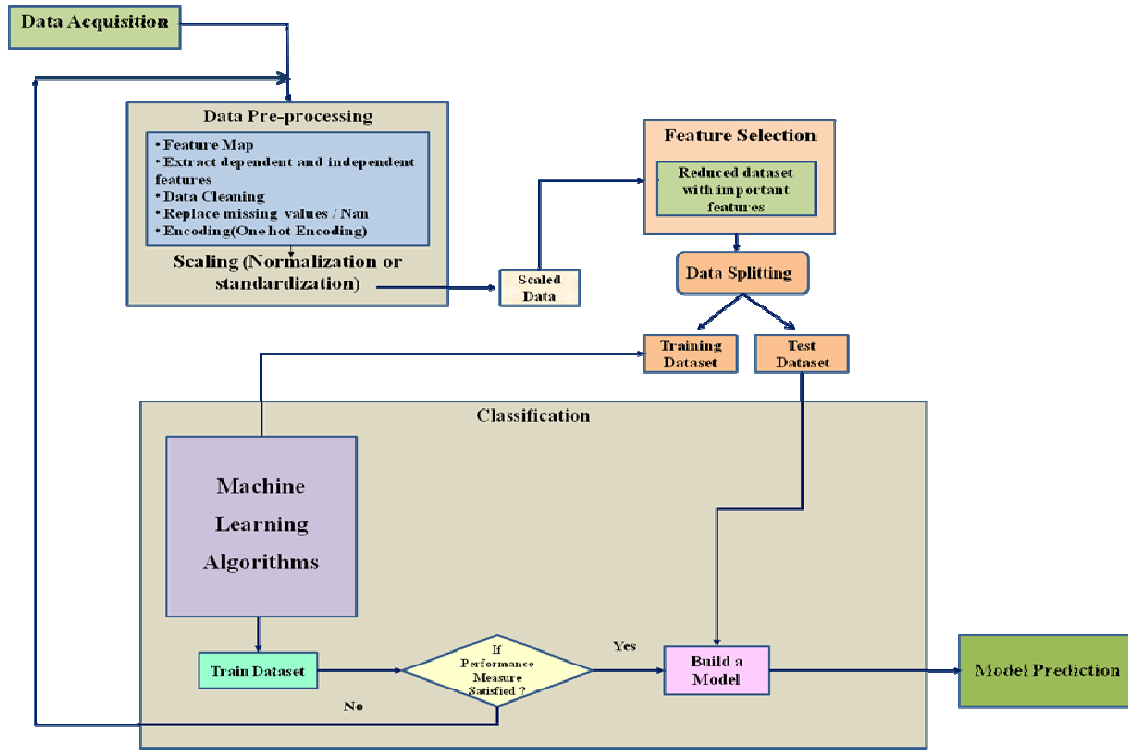 Data Acquisition
Data Pre-processing
• Feature Map
• Extract dependent and independent
features
• Data Cleaning
• Replace missing values / Nan
• Encoding(One hot Encoding)
Scaling (Normalization or
standardization)
Scaled
Data
Feature Selection
Reduced dataset
with important
features
Data Splitting
Training
Dataset
Test
Dataset
Classification
Machine
Learning
Algorithms
Train Dataset
If
Performance
Measure
Satisfied ?
Yes
No
Build a
Model
Model Prediction